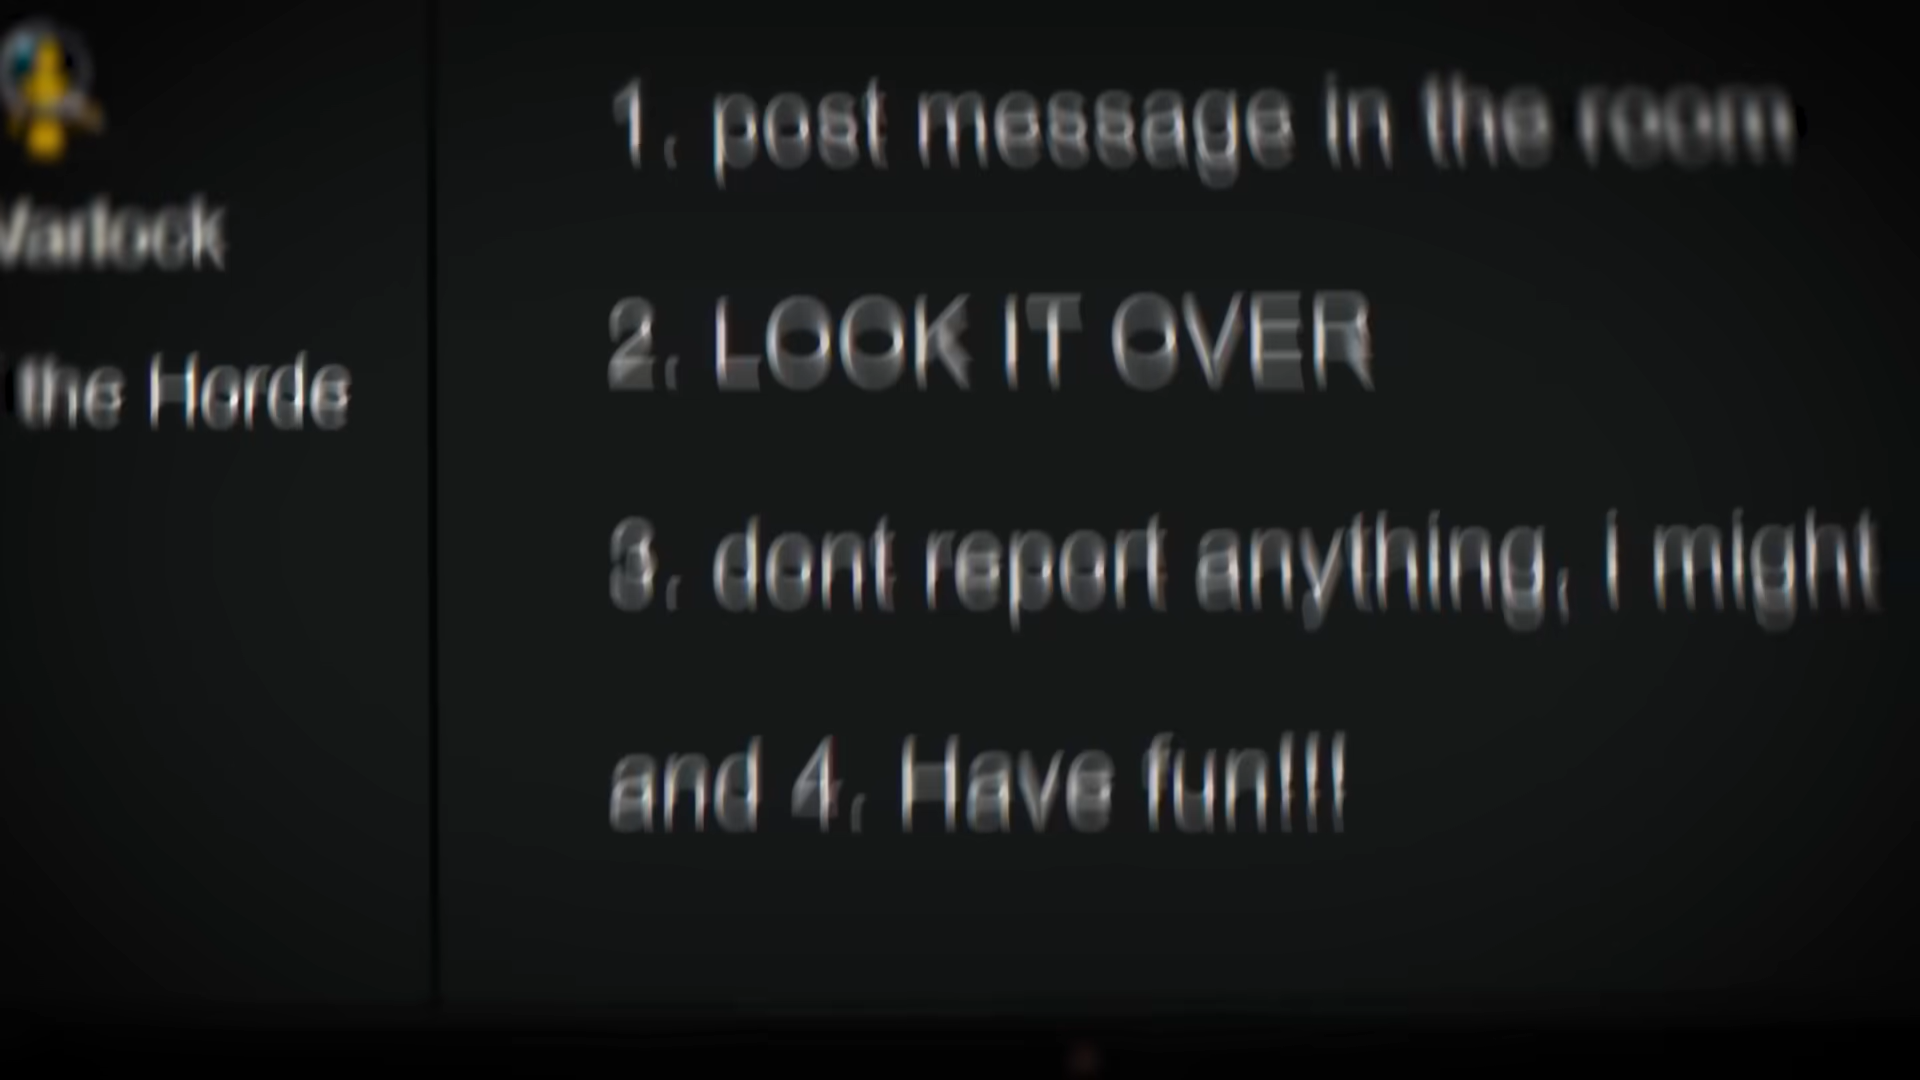 Warlock
the Horde
1. post message in the room
2. LOOK IT OVER
3. dont report anything, i might
and 4. Have fun!!!